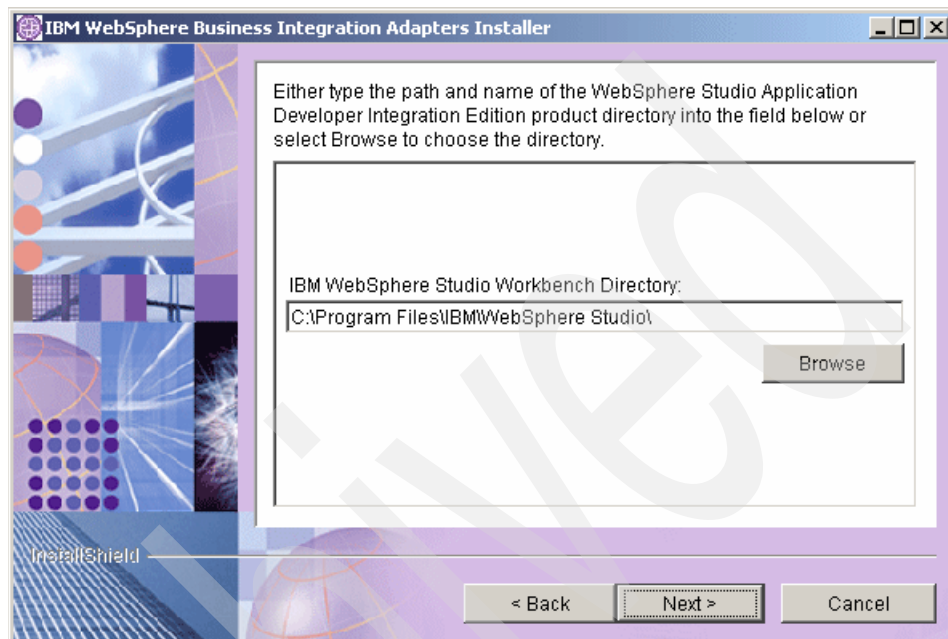 IBM WebSphere Business Integration Adapters Installer
Either type the path and name of the WebSphere Studio Application
Developer Integration Edition product directory into the field below or
select Browse to choose the directory.
IBM WebSphere Studio Workbench Directory:
C:\Program Files\IBM\WebSphere Studio\
Browse
InstallShield
< Back
Next >
Cancel